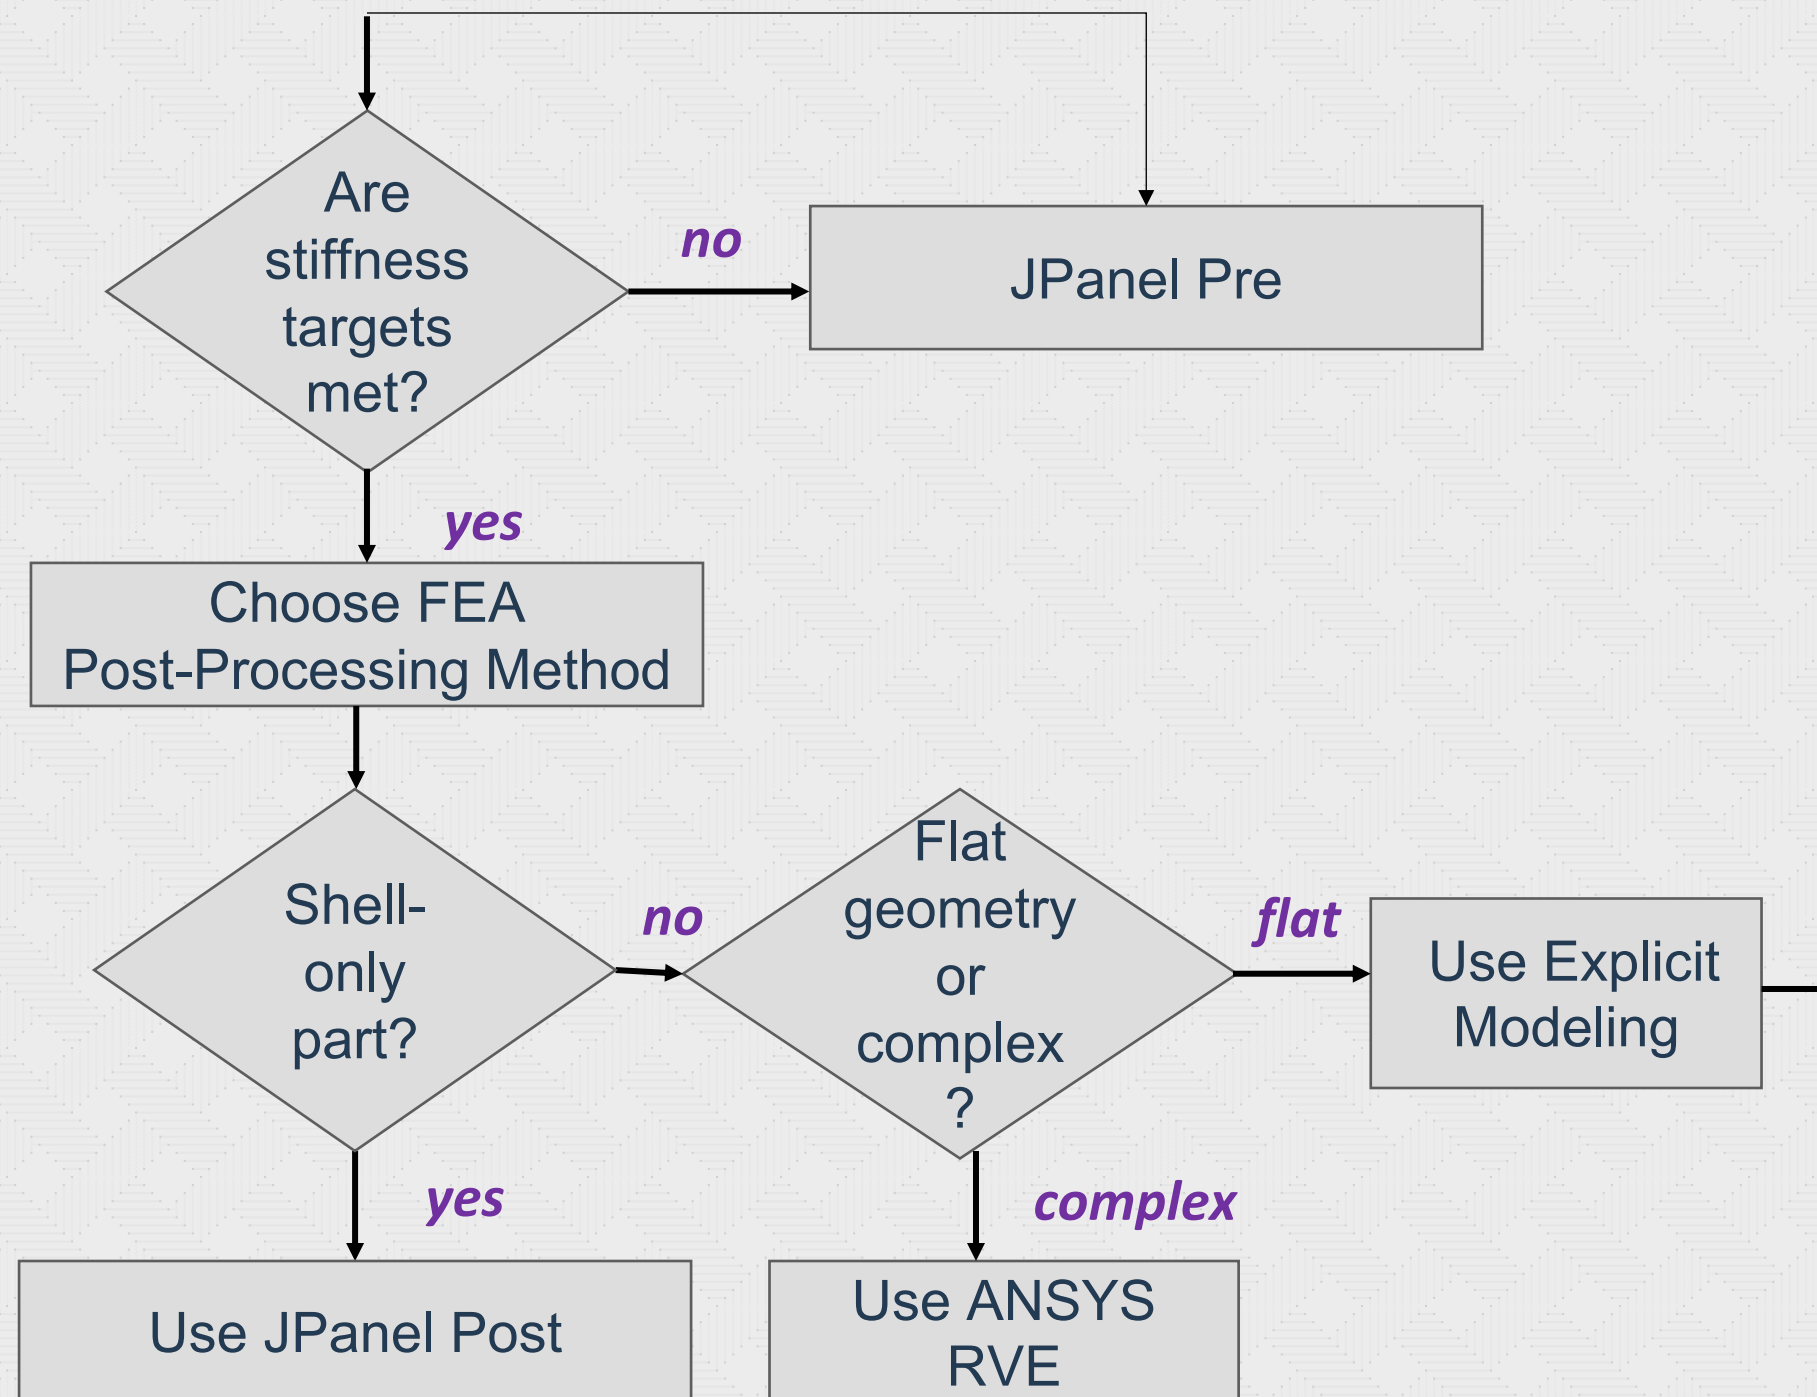 Are
stiffness
targets
met?
no
JPanel Pre
yes
Choose FEA
Post-Processing Method
Shell-
only
part?
no
Flat
geometry
or
complex
?
flat
Use Explicit
Modeling
yes
complex
Use JPanel Post
Use ANSYS
RVE